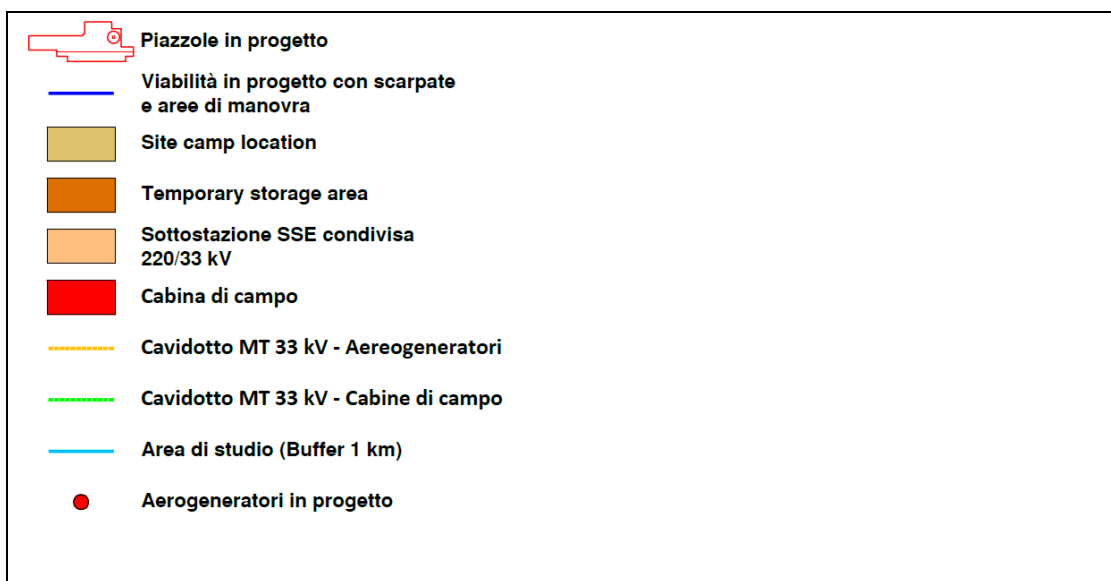 Piazzole in progetto
Viabilità in progetto con scarpate
e aree di manovra
Site camp location
Temporary storage area
Sottostazione SSE condivisa
220/33 kV
Cabina di campo
Cavidotto MT 33 kV - Aereogeneratori
Cavidotto MT 33 kV - Cabine di campo
Area di studio (Buffer 1 km)
Aerogeneratori in progetto